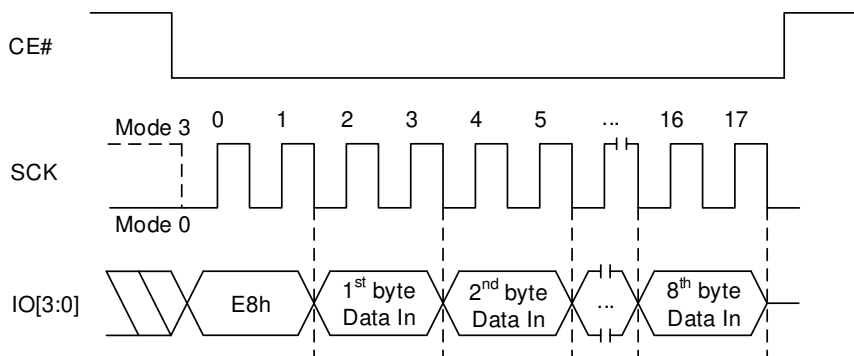 CE#
Mode 3
0 1 2 3 4 5 ... 16 17
SCK
Mode 0
IO[3:0]
E8h
1st byte
Data In
2nd byte
Data In
...
8th byte
Data In